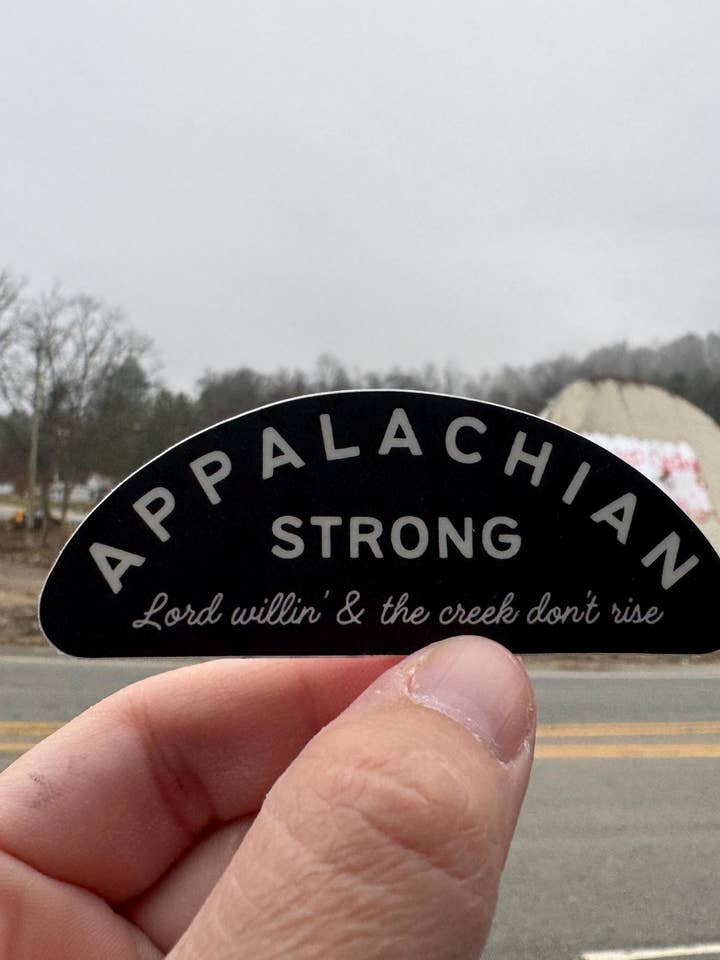 APPALACHIAN
STRONG
Lord willin' & the creek don't rise